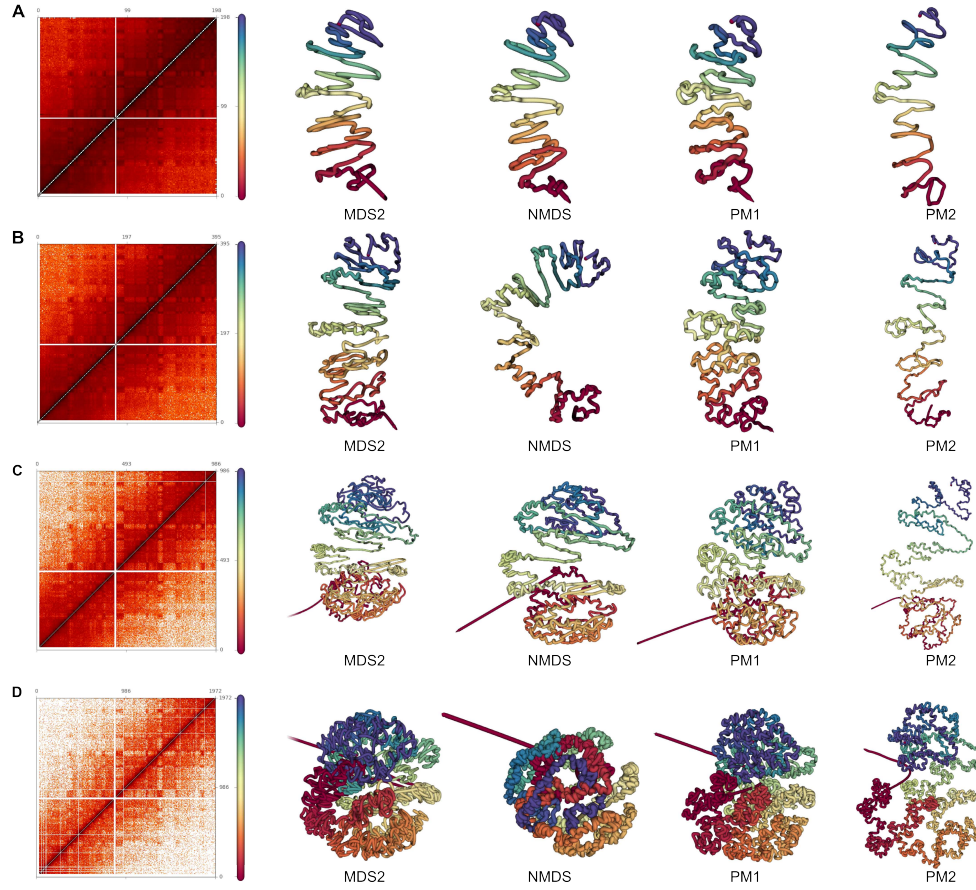 A
0 99 198
198
99
0
MDS2 NMDS PM1 PM2
B
0 197 395
395
197
0
MDS2 NMDS PM1 PM2
C
0 493 986
986
493
0
MDS2 NMDS PM1 PM2
D
0 986 1972
1972
986
0
MDS2 NMDS PM1 PM2